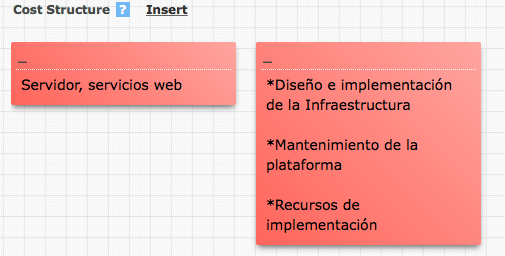 Cost Structure ? Insert
_
Servidor, servicios web
_
*Diseño e implementación
de la Infraestructura
*Mantenimiento de la
plataforma
*Recursos de
implementación